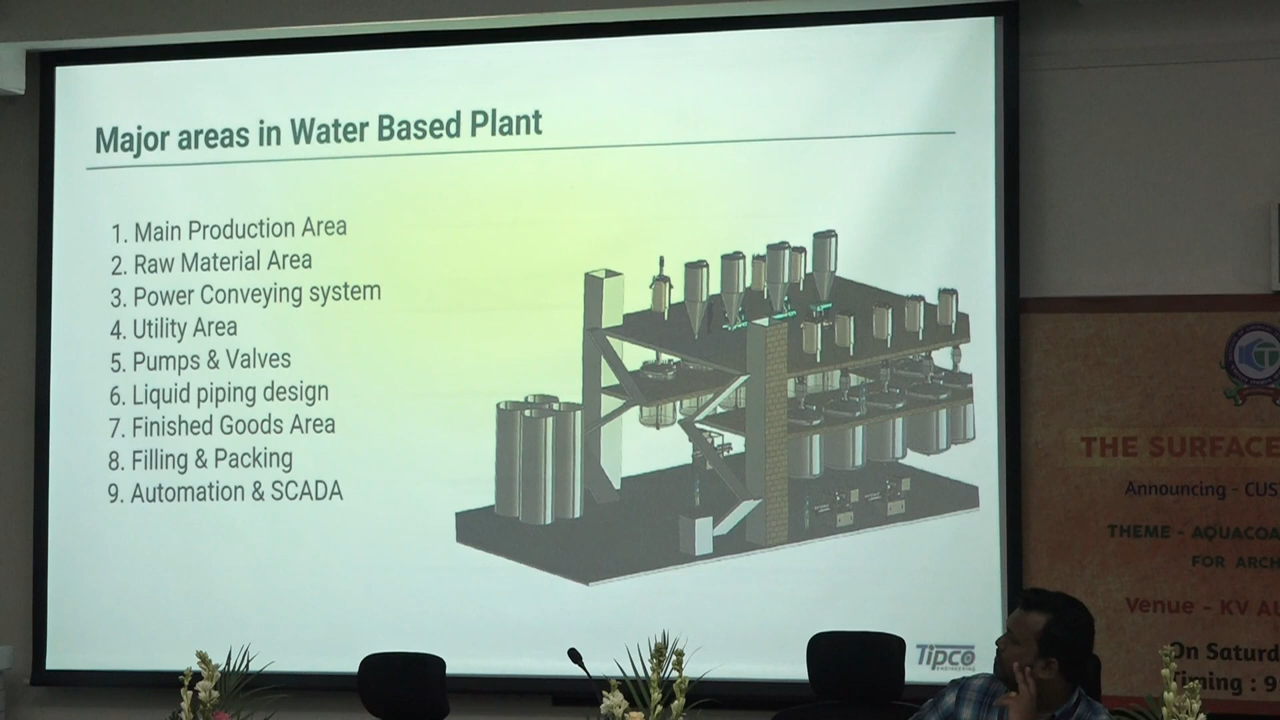 Major areas in Water Based Plant
1. Main Production Area
2. Raw Material Area
3. Power Conveying system
4. Utility Area
5. Pumps & Valves
6. Liquid piping design
7. Finished Goods Area
8. Filling & Packing
9. Automation & SCADA
Tipco
ENGINEERING
THE SURFACE
Announcing - CUS
THEME - AQUACOA
FOR ARCH
Venue - KV A
On Saturd
Timing : 9